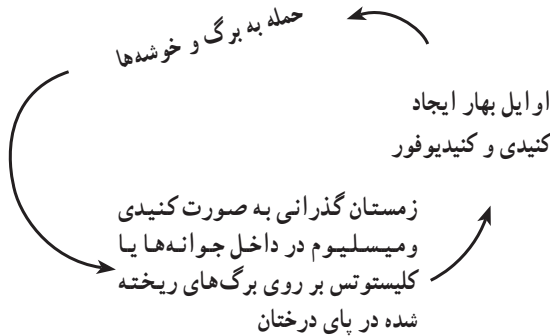 حمله به برگ و خوشه‌ها
اوایل بهار ایجاد
کنیدی و کنیدیوفور
زمستان گذرانی به صورت کنیدی
ومیسلیوم در داخل جوانه‌ها یا
کلیستوتس بر روی برگ‌های ریخته
شده در پای درختان